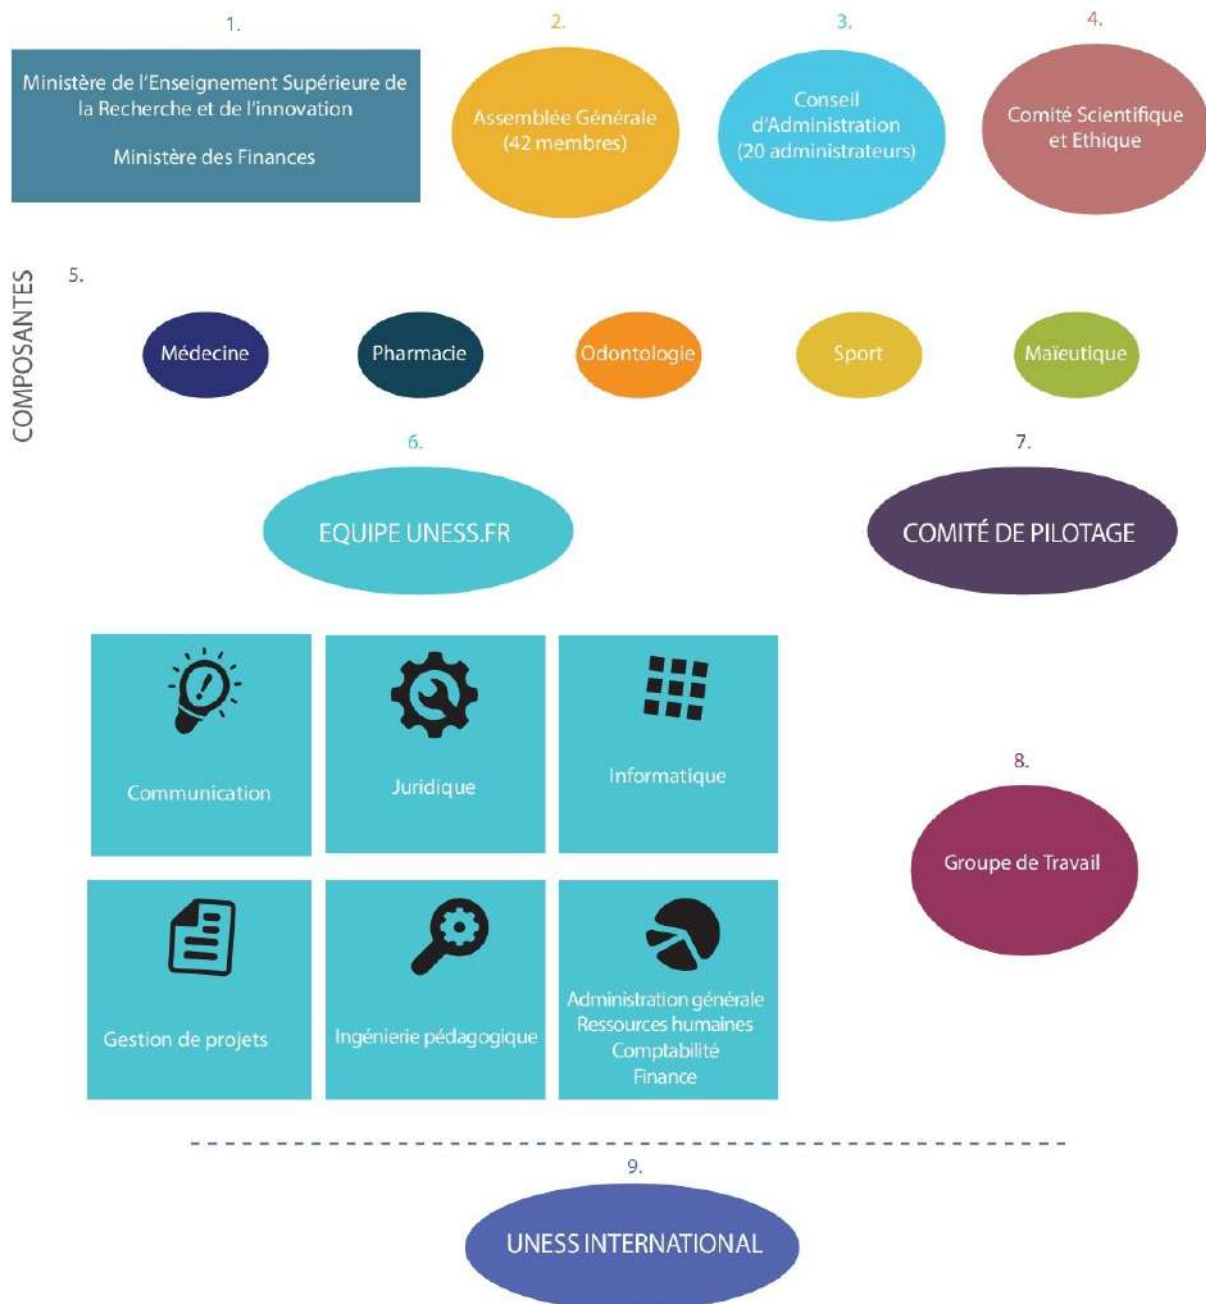 1.
Ministère de l'Enseignement Supérieure de
la Recherche et de l'innovation
Ministère des Finances
2.
Assemblée Générale
(42 membres)
3.
Conseil
d'Administration
(20 administrateurs)
4.
Comité Scientifique
et Ethique
COMPOSANTES
5.
Médecine
Pharmacie
Odontologie
Sport
Maïeutique
6.
EQUIPE UNESS.FR
7.
COMITÉ DE PILOTAGE
Communication
Juridique
Informatique
8.
Groupe de Travail
Gestion de projets
Ingénierie pédagogique
Administration générale
Ressources humaines
Comptabilité
Finance
9.
UNESS INTERNATIONAL